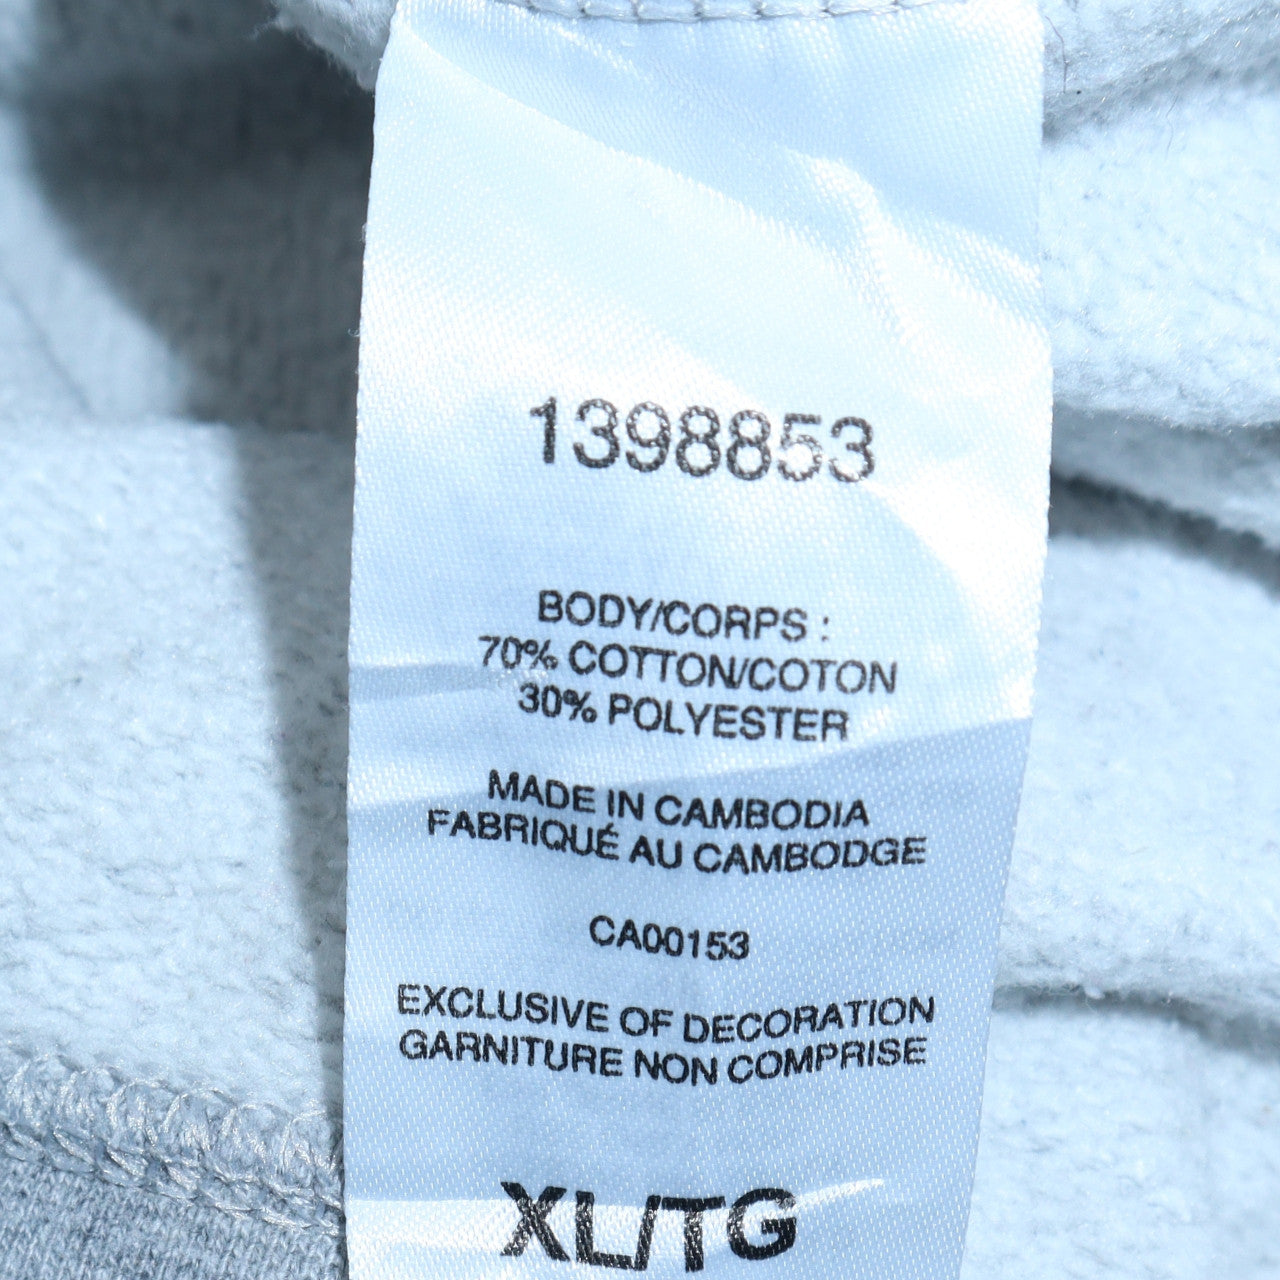 1398853
BODY/CORPS :
70% COTTON/COTON
30% POLYESTER
MADE IN CAMBODIA
FABRIQUÉ AU CAMBODGE
CA00153
EXCLUSIVE OF DECORATION
GARNITURE NON COMPRISE
XL/TG